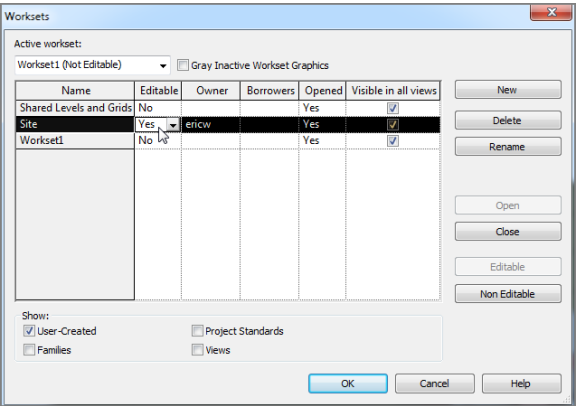 Worksets
Active workset:
Workset1 (Not Editable)
Gray Inactive Workset Graphics
Name Editable Owner Borrowers Opened Visible in all views
Shared Levels and Grids No Yes
Site Yes ericw Yes
Workset1 No Yes
New
Delete
Rename
Open
Close
Editable
Non Editable
Show:
User-Created Project Standards
Families Views
OK Cancel Help